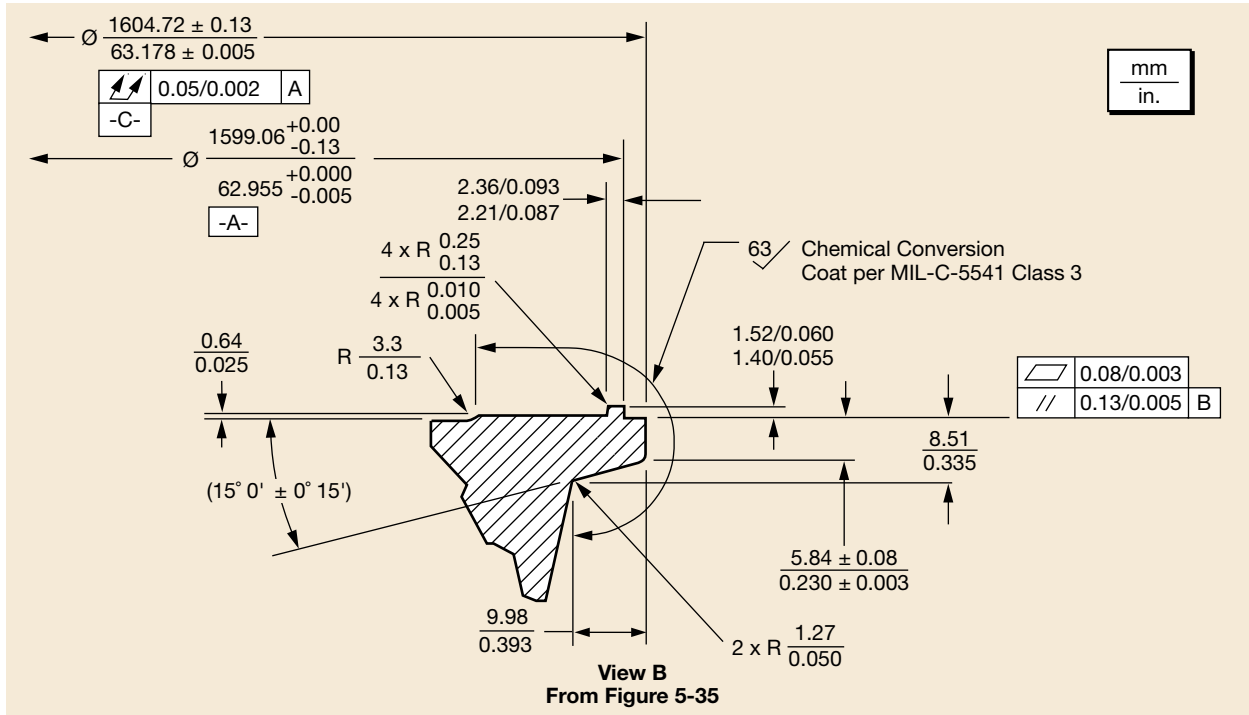 Ø 1604.72 ± 0.13
63.178 ± 0.005
0.05/0.002 A
-C-
mm
in.
Ø 1599.06 +0.00
-0.13
62.955 +0.000
-0.005
-A-
2.36/0.093
2.21/0.087
4 x R 0.25
0.13
4 x R 0.010
0.005
63 Chemical Conversion
Coat per MIL-C-5541 Class 3
0.64
0.025
R 3.3
0.13
1.52/0.060
1.40/0.055
0.08/0.003
// 0.13/0.005 B
8.51
0.335
(15° 0' ± 0° 15')
5.84 ± 0.08
0.230 ± 0.003
9.98
0.393
2 x R 1.27
0.050
View B
From Figure 5-35